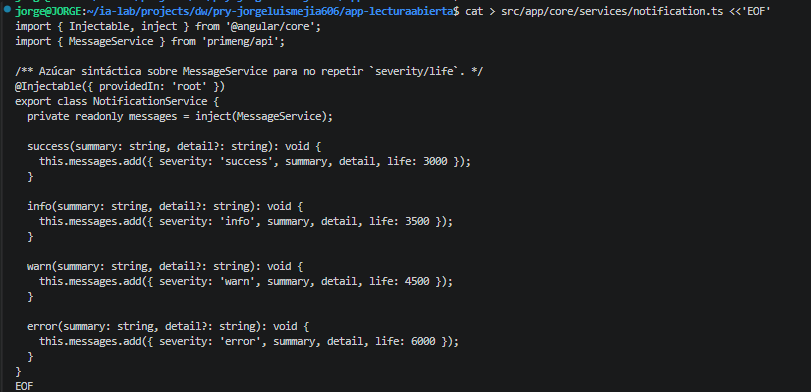 jorge@JORGE:~/ia-lab/projects/dw/pry-jorgeluismejia606/app-lecturaabierta$ cat > src/app/core/services/notification.ts <<'EOF'
import { Injectable, inject } from '@angular/core';
import { MessageService } from 'primeng/api';

/** Azúcar sintáctica sobre MessageService para no repetir `severity/life`. */
@Injectable({ providedIn: 'root' })
export class NotificationService {
  private readonly messages = inject(MessageService);

  success(summary: string, detail?: string): void {
    this.messages.add({ severity: 'success', summary, detail, life: 3000 });
  }

  info(summary: string, detail?: string): void {
    this.messages.add({ severity: 'info', summary, detail, life: 3500 });
  }

  warn(summary: string, detail?: string): void {
    this.messages.add({ severity: 'warn', summary, detail, life: 4500 });
  }

  error(summary: string, detail?: string): void {
    this.messages.add({ severity: 'error', summary, detail, life: 6000 });
  }
}
EOF